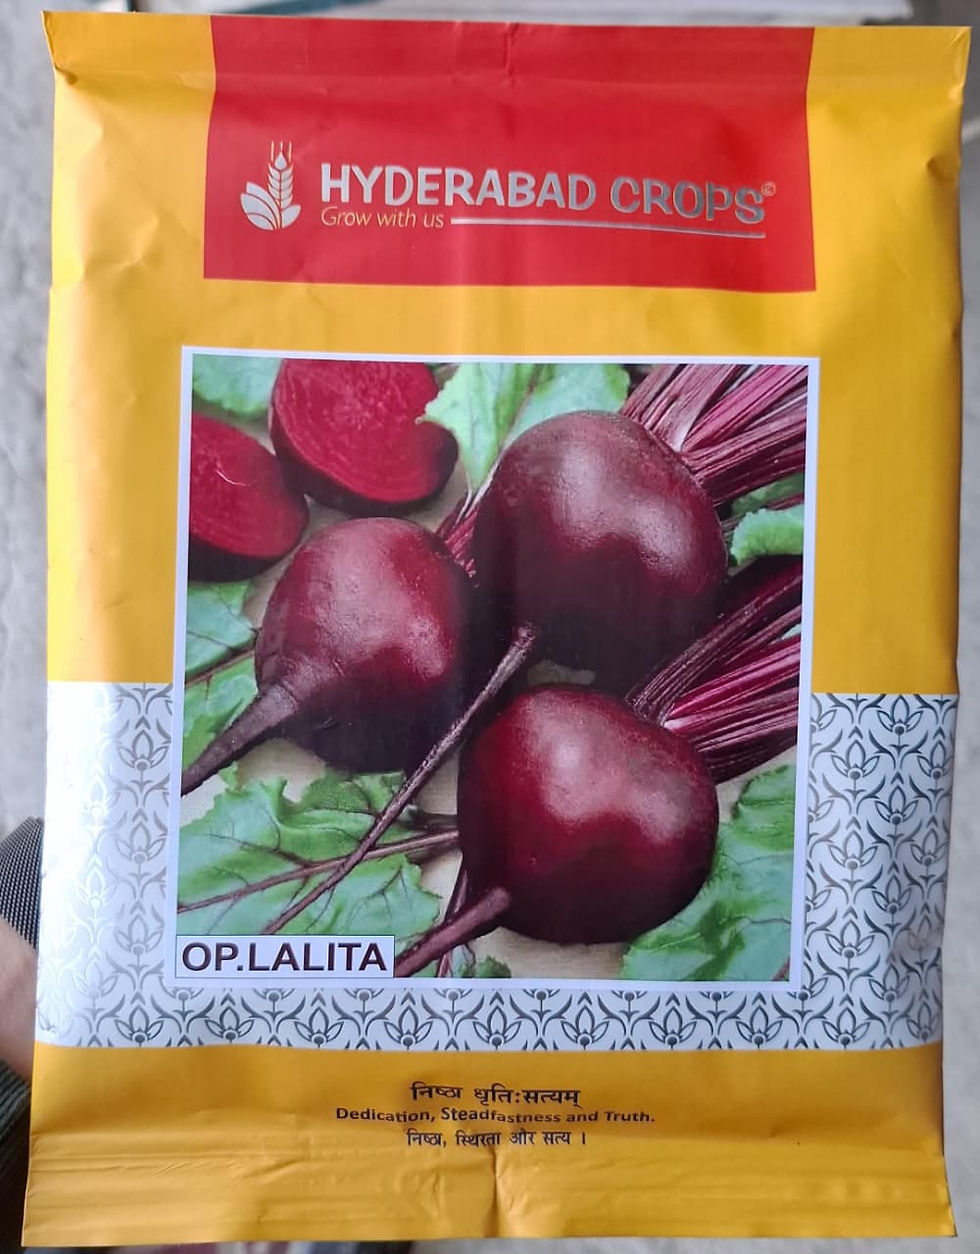 HYDERABAD CROPS©
Grow with us
OP.LALITA
निष्ठा धृतिःसत्यम्
Dedication, Steadfastness and Truth.
निष्ठा, स्थिरता और सत्य ।